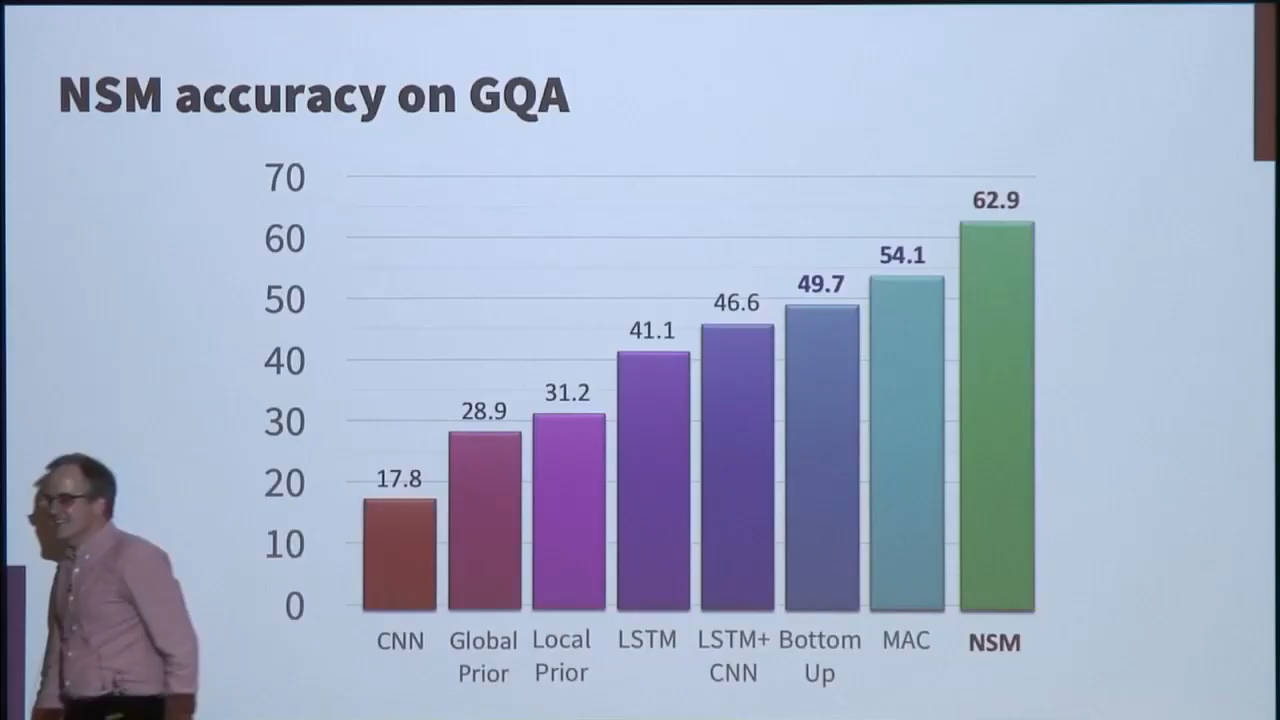 NSM accuracy on GQA
70
60
50
40
30
20
10
0
17.8
28.9
31.2
41.1
46.6
49.7
54.1
62.9
CNN
Global
Prior
Local
Prior
LSTM
LSTM+
CNN
Bottom
Up
MAC
NSM